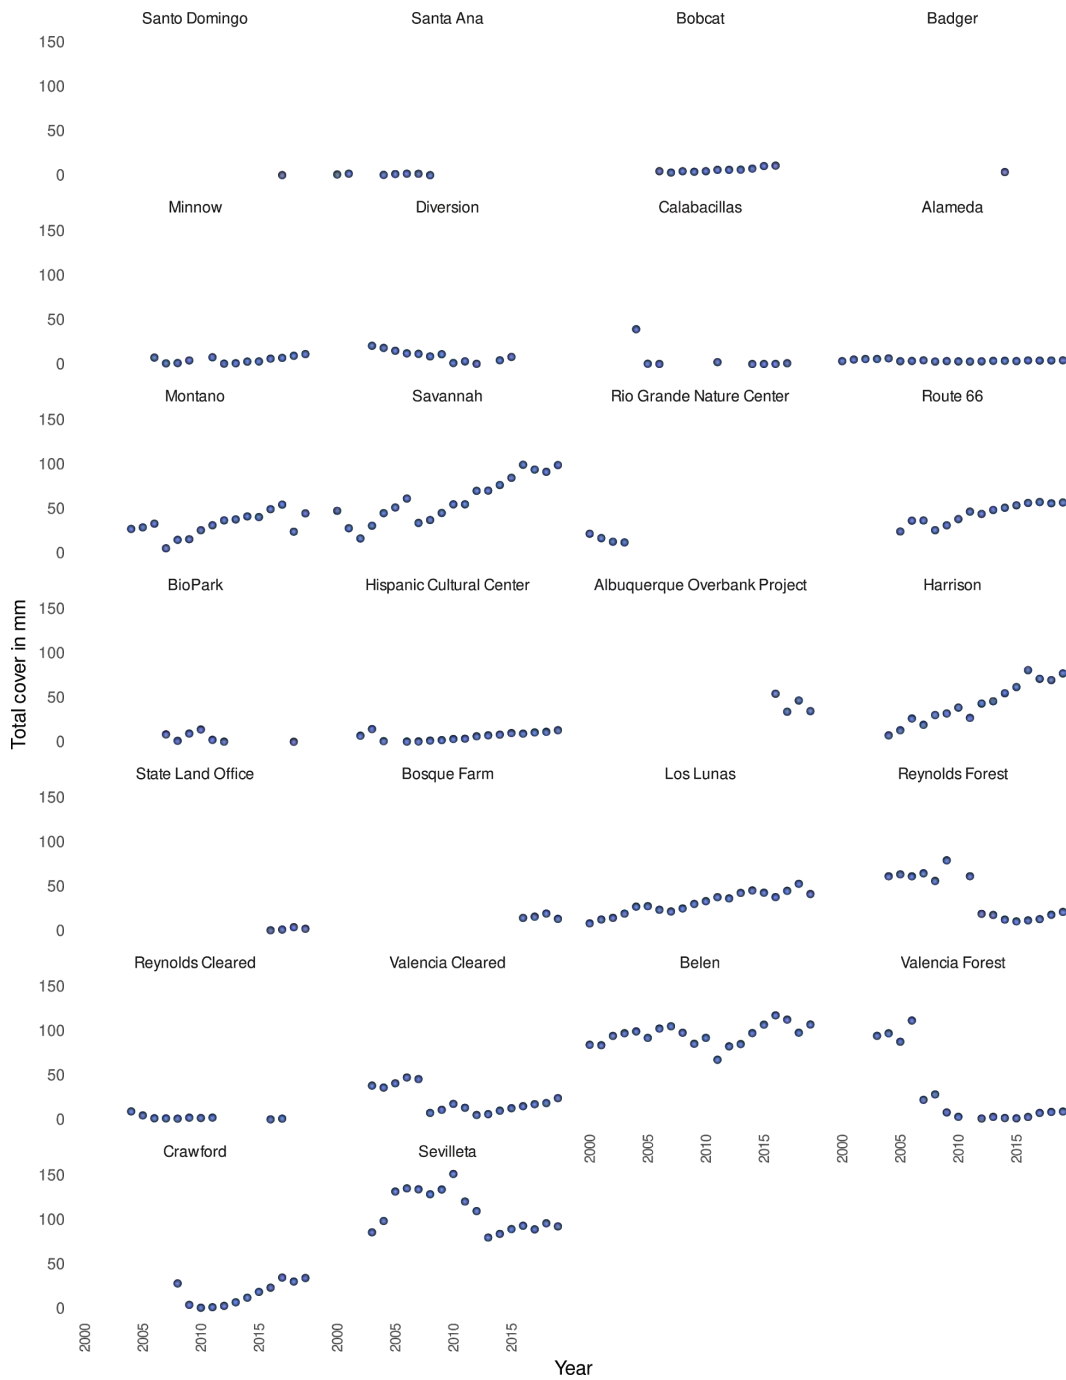 Santo Domingo Santa Ana Bobcat Badger
150
100
50
0
Minnow Diversion Calabacillas Alameda
150
100
50
0
Montano Savannah Rio Grande Nature Center Route 66
150
100
50
0
BioPark Hispanic Cultural Center Albuquerque Overbank Project Harrison
150
100
50
0
Total cover in mm
State Land Office Bosque Farm Los Lunas Reynolds Forest
150
100
50
0
Reynolds Cleared Valencia Cleared Belen Valencia Forest
150
100
50
0
2000 2005 2010 2015 2000 2005 2010 2015
Crawford Sevilleta
150
100
50
0
2000 2005 2010 2015 2000 2005 2010 2015
Year